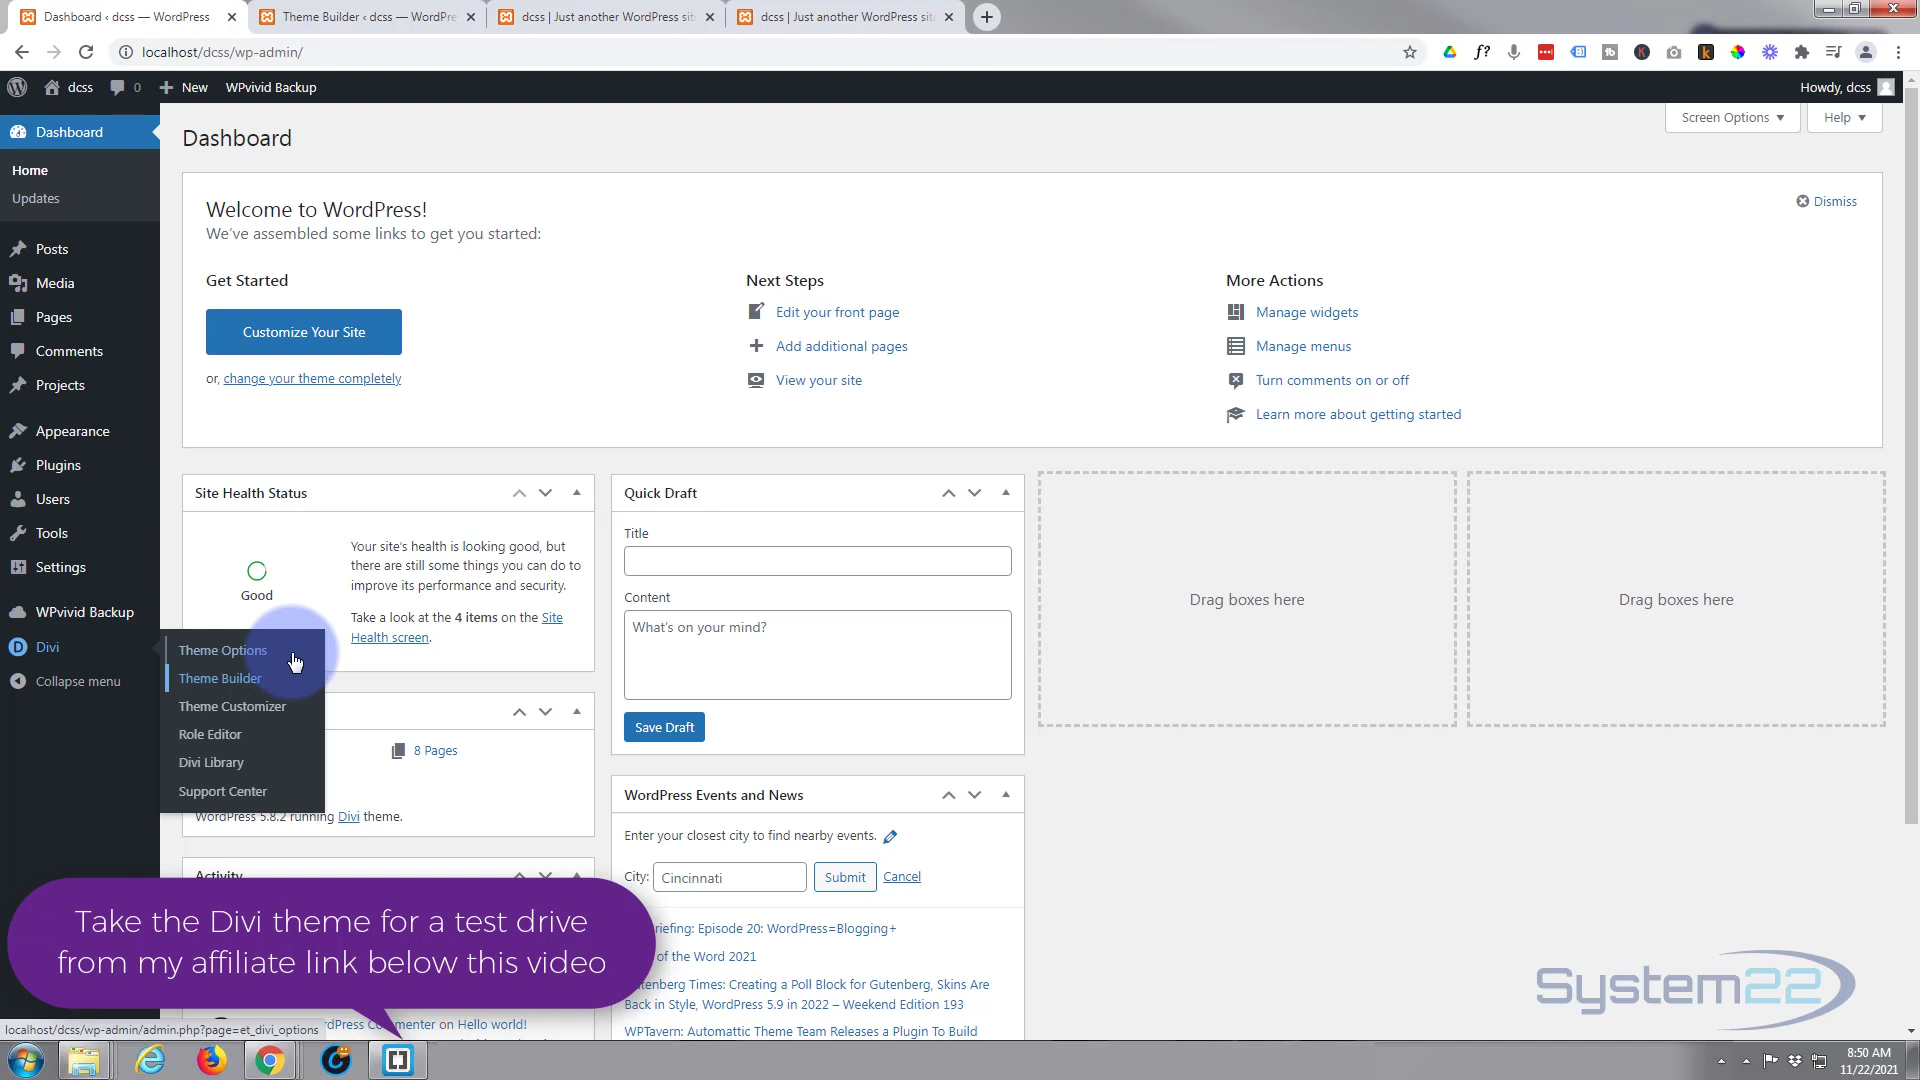 Dashboard ‹ dcss — WordPress
Theme Builder ‹ dcss — WordPre
dcss | Just another WordPress sit
dcss | Just another WordPress sit
localhost/dcss/wp-admin/
dcss
0
New
WPvivid Backup
Howdy, dcss
Dashboard
Home
Updates
Posts
Media
Pages
Comments
Projects
Appearance
Plugins
Users
Tools
Settings
WPvivid Backup
Divi
Collapse menu
Theme Options
Theme Builder
Theme Customizer
Role Editor
Divi Library
Support Center
Dashboard
Screen Options
Help
Welcome to WordPress!
We've assembled some links to get you started:
Dismiss
Get Started
Customize Your Site
or, change your theme completely
Next Steps
Edit your front page
Add additional pages
View your site
More Actions
Manage widgets
Manage menus
Turn comments on or off
Learn more about getting started
Site Health Status
Good
Your site's health is looking good, but
there are still some things you can do to
improve its performance and security.
Take a look at the 4 items on the Site
Health screen.
8 Pages
WordPress 5.8.2 running Divi theme.
Activity
Quick Draft
Title
Content
What's on your mind?
Save Draft
WordPress Events and News
Enter your closest city to find nearby events.
City:
Cincinnati
Submit
Cancel
riefing: Episode 20: WordPress=Blogging+
of the Word 2021
tenberg Times: Creating a Poll Block for Gutenberg, Skins Are
Back in Style, WordPress 5.9 in 2022 – Weekend Edition 193
WPTavern: Automattic Theme Team Releases a Plugin To Build
Drag boxes here
Drag boxes here
Take the Divi theme for a test drive
from my affiliate link below this video
localhost/dcss/wp-admin/admin.php?page=et_divi_options
rdPress Commenter on Hello world!
System22
8:50 AM
11/22/2021